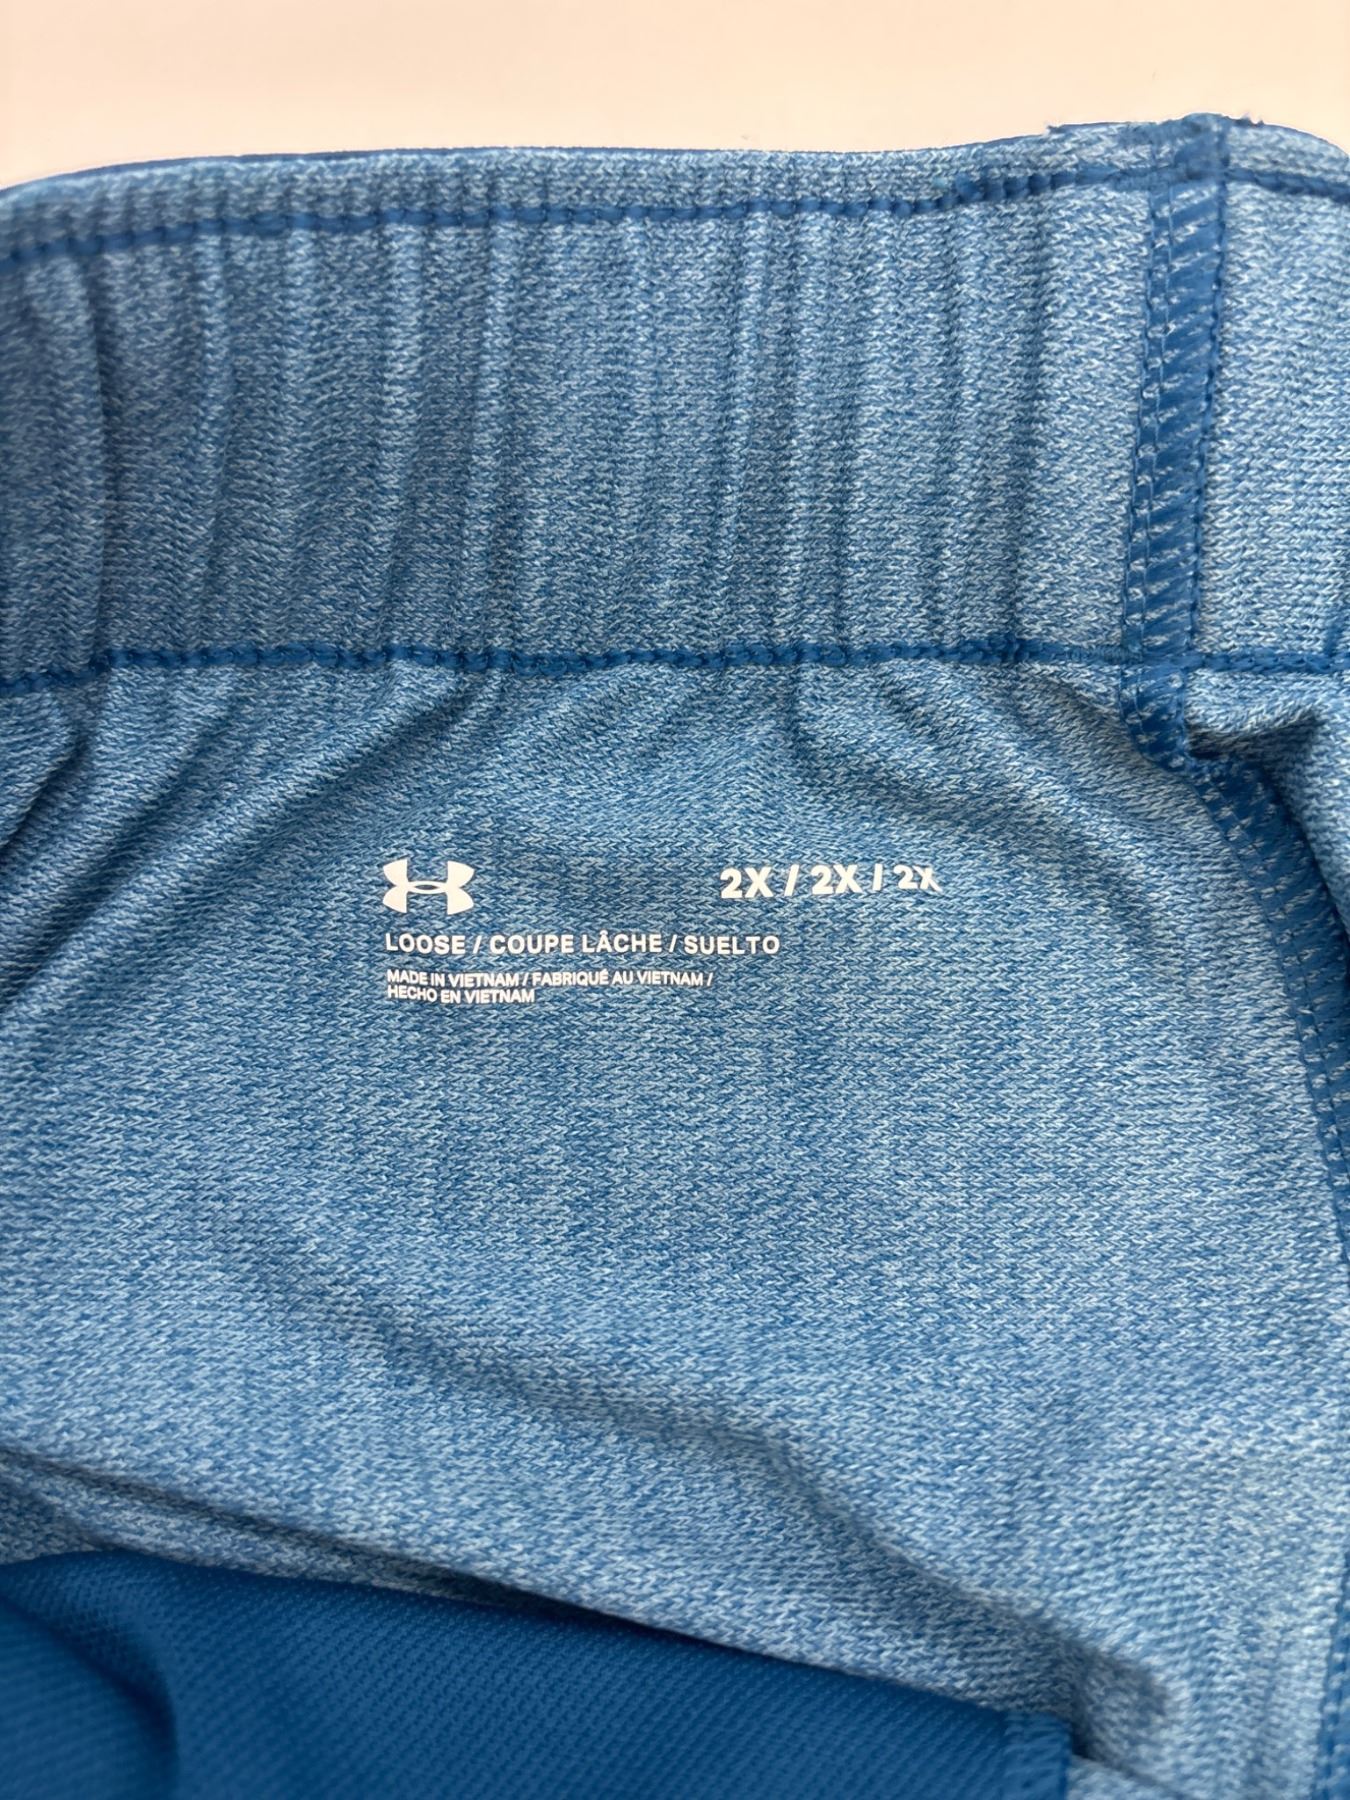 2X / 2X / 2X
LOOSE / COUPE LÂCHE / SUELTO
MADE IN VIETNAM / FABRIQUÉ AU VIETNAM /
HECHO EN VIETNAM